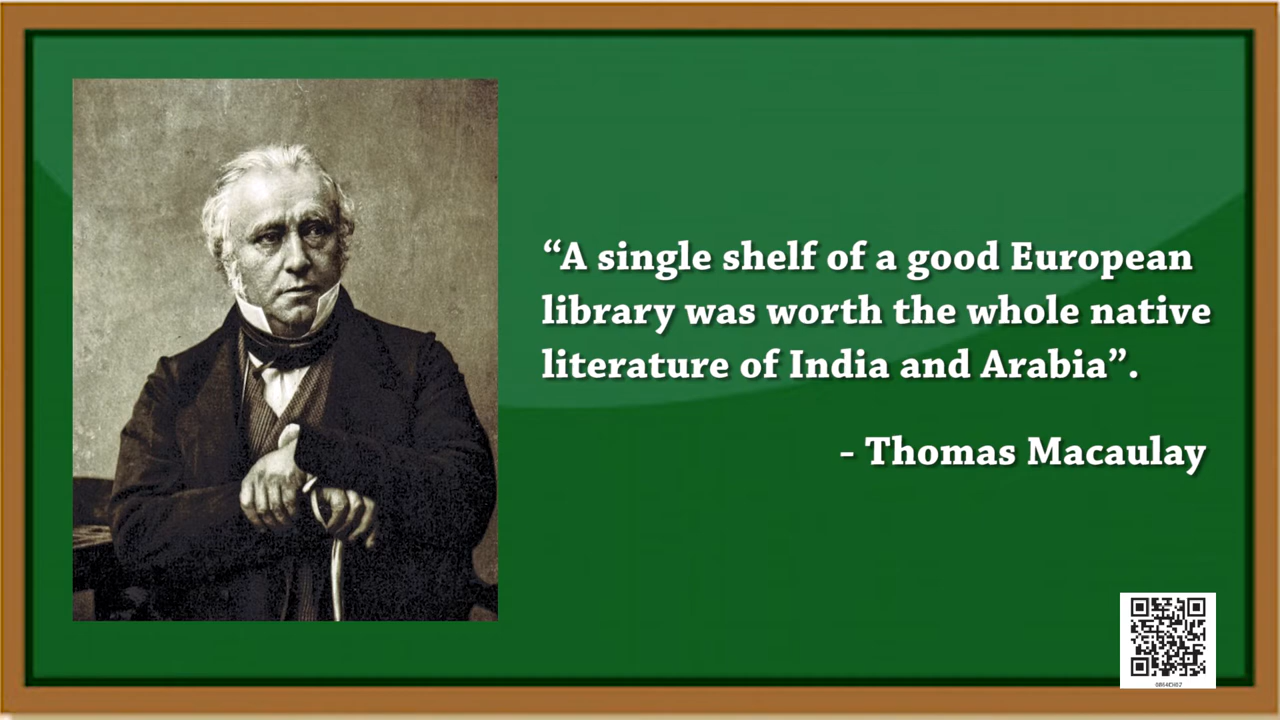 “A single shelf of a good European
library was worth the whole native
literature of India and Arabia”.
- Thomas Macaulay